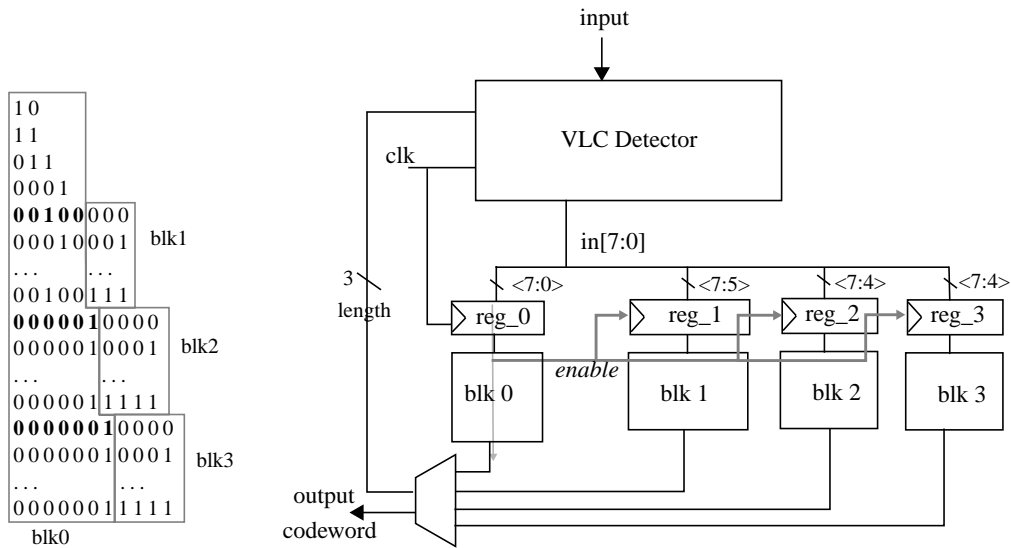 1 0
1 1
0 1 1
0 0 0 1
0 0 1 0 0 0 0 0
0 0 0 1 0 0 0 1
. . . . . .
0 0 1 0 0 1 1 1
blk1
0 0 0 0 0 1 0 0 0 0
0 0 0 0 0 1 0 0 0 1
. . . . . .
0 0 0 0 0 1 1 1 1 1
blk2
0 0 0 0 0 0 1 0 0 0 0
0 0 0 0 0 0 1 0 0 0 1
. . . . . .
0 0 0 0 0 0 1 1 1 1 1
blk3
blk0
input
VLC Detector
clk
in[7:0]
3
length
<7:0>
<7:5>
<7:4>
<7:4>
reg_0
reg_1
reg_2
reg_3
enable
blk 0
blk 1
blk 2
blk 3
output
codeword